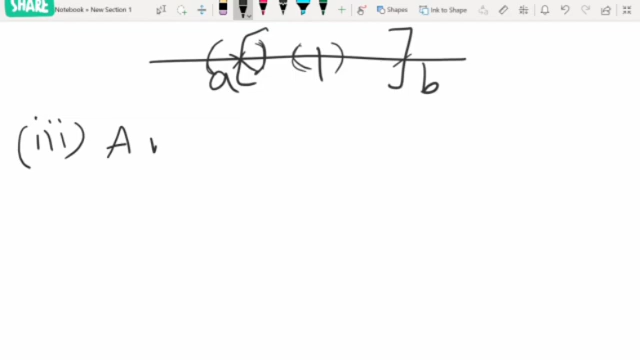 SHARE
Notebook » New Section 1
Shapes
Ink to Shape
( [ ( ) ( | ) ]
a b
(iii) A